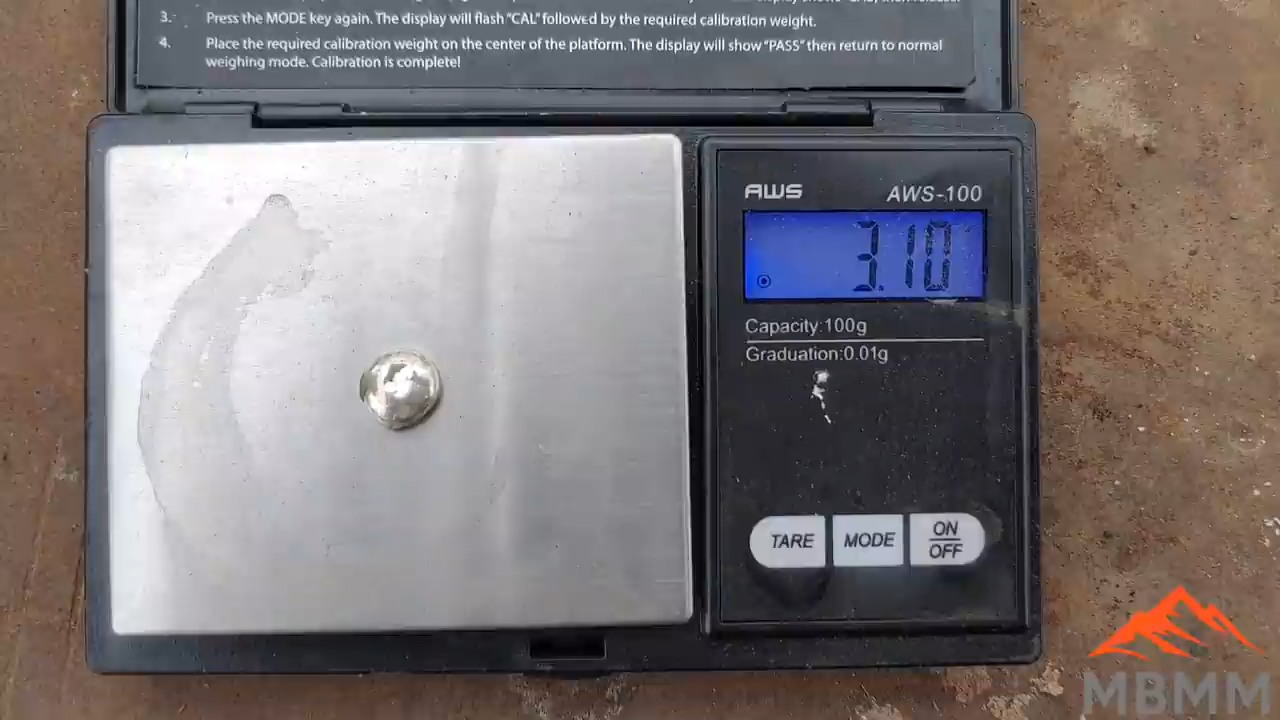 3. Press the MODE key again. The display will flash "CAL" followed by the required calibration weight.
4. Place the required calibration weight on the center of the platform. The display will show "PASS" then return to normal
weighing mode. Calibration is complete!
AWS AWS-100
3.10
Capacity:100g
Graduation:0.01g
TARE MODE ON
OFF
MBMM